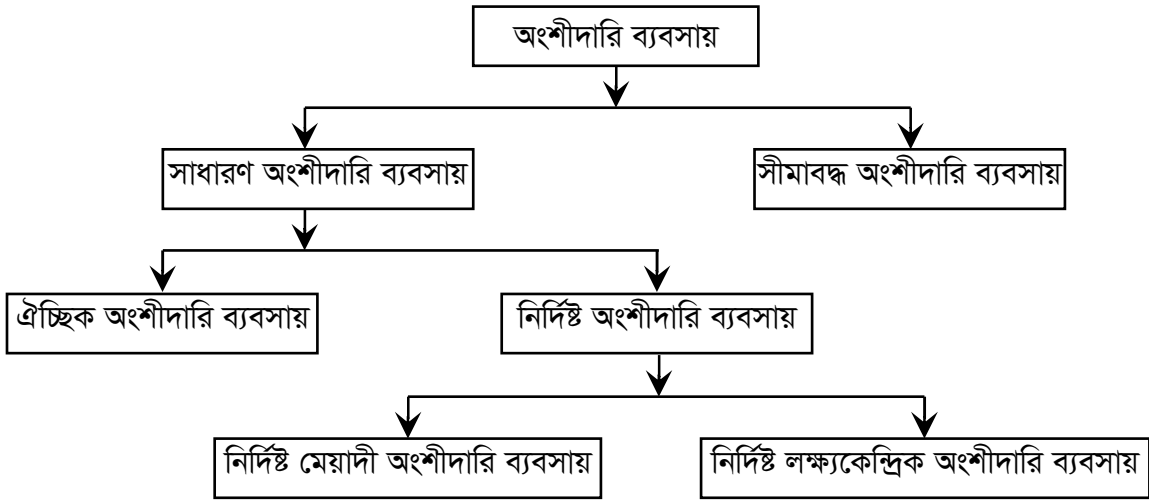 অংশীদারি ব্যবসায়
সাধারণ অংশীদারি ব্যবসায়
সীমাবদ্ধ অংশীদারি ব্যবসায়
ঐচ্ছিক অংশীদারি ব্যবসায়
নির্দিষ্ট অংশীদারি ব্যবসায়
নির্দিষ্ট মেয়াদী অংশীদারি ব্যবসায়
নির্দিষ্ট লক্ষ্যকেন্দ্রিক অংশীদারি ব্যবসায়